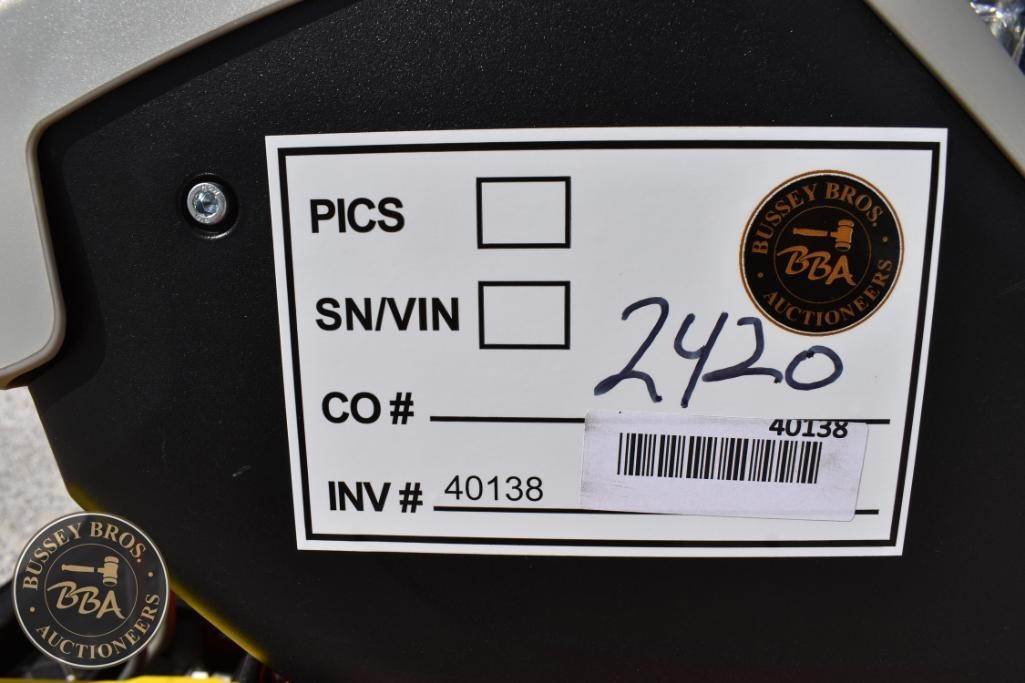 PICS
BUSSEY BROS.
BBA
AUCTIONEERS
SN/VIN
2420
CO #
40138
INV # 40138
BUSSEY BROS.
BBA
AUCTIONEERS